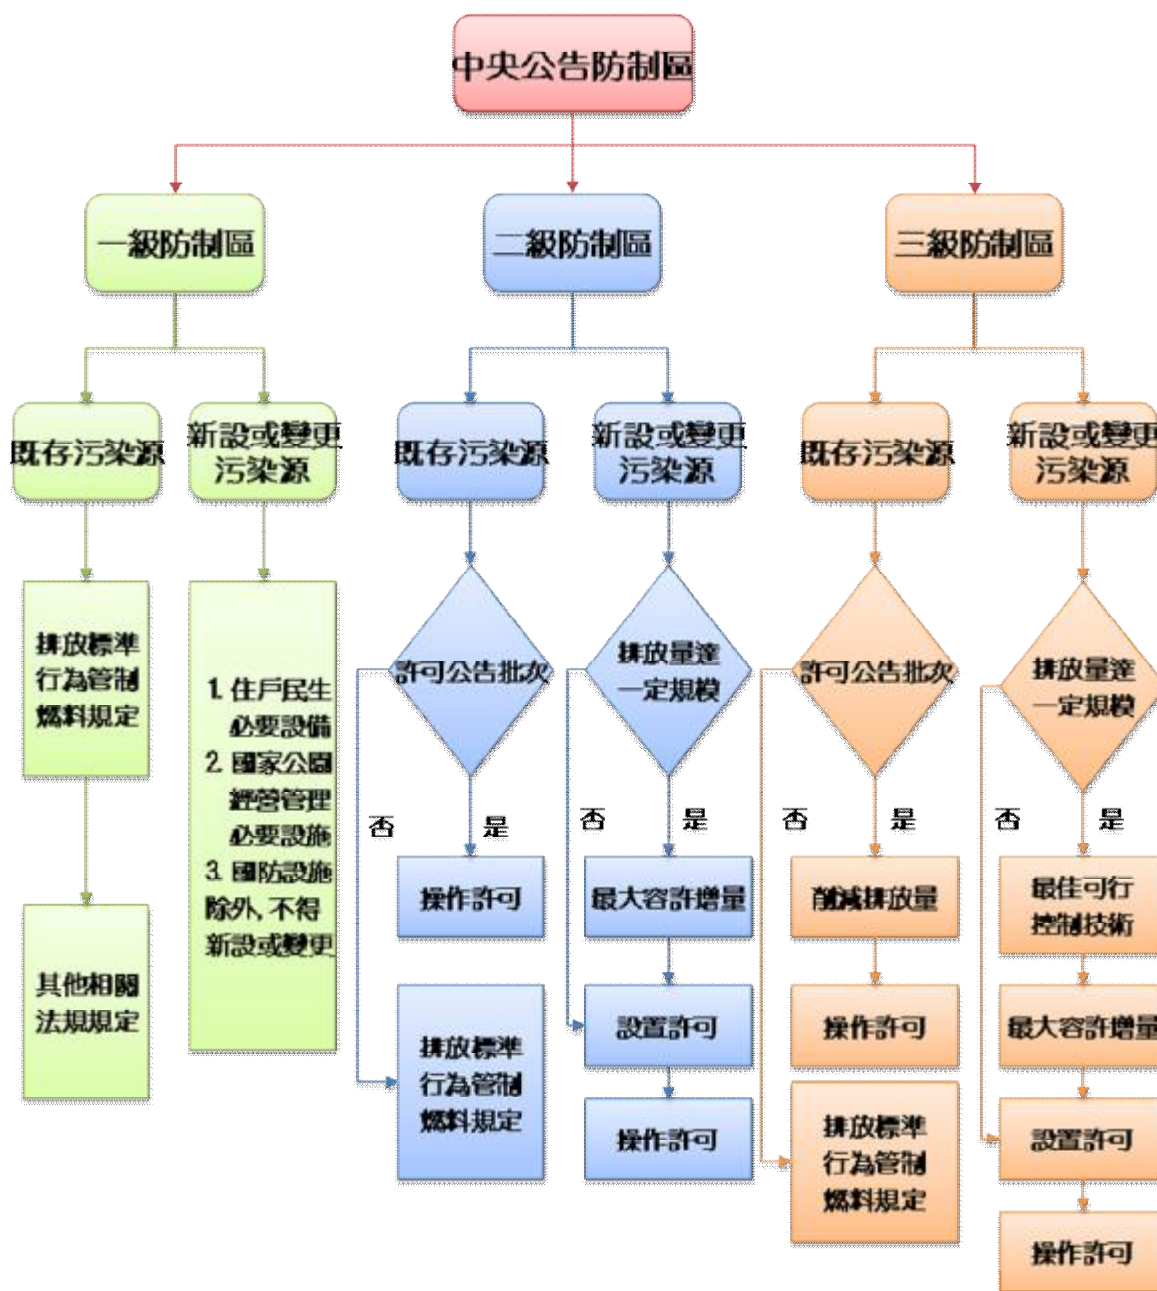 中央公告防制區
一級防制區
二級防制區
三級防制區
既存污染源
新設或變更
污染源
既存污染源
新設或變更
污染源
既存污染源
新設或變更
污染源
排放標準
行為管制
燃料規定
其他相關
法規規定
1. 住戶民生
必要設備
2. 國家公園
經營管理
必要設施
3. 國防設施
除外, 不得
新設或變更
許可公告批次
否
是
操作許可
排放標準
行為管制
燃料規定
排放量達
一定規模
否
是
最大容許增量
設置許可
操作許可
許可公告批次
否
是
削減排放量
操作許可
排放標準
行為管制
燃料規定
排放量達
一定規模
否
是
最佳可行
控制技術
最大容許增量
設置許可
操作許可